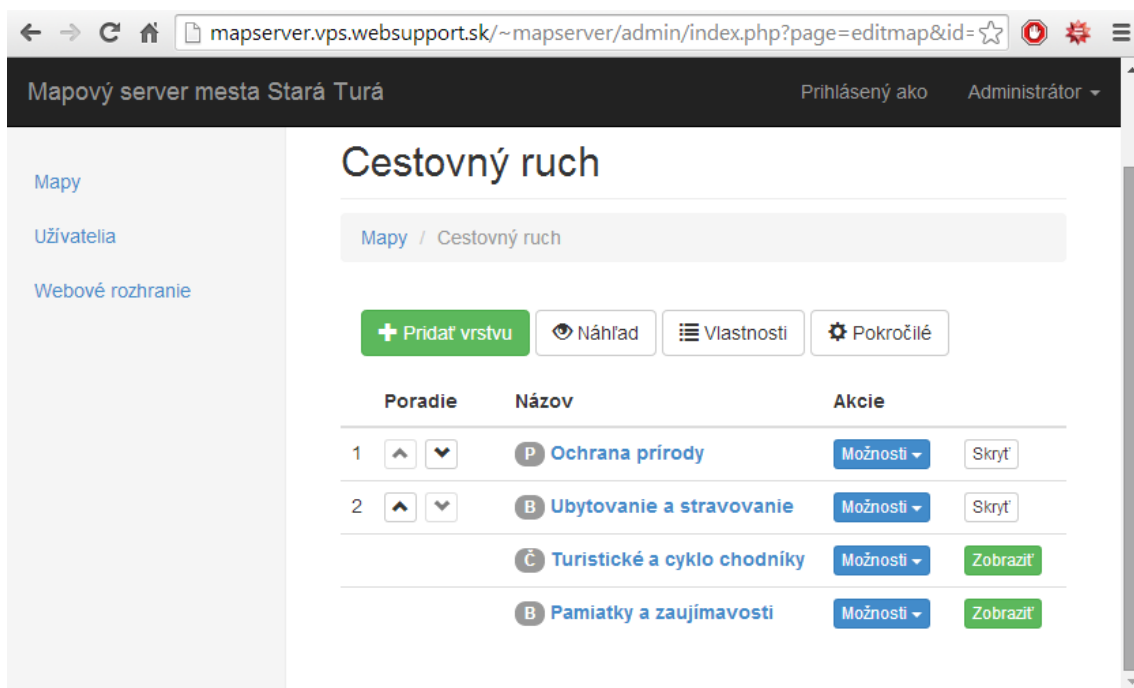 mapserver.vps.websupport.sk/~mapserver/admin/index.php?page=editmap&id=
Mapový server mesta Stará Turá
Prihlásený ako
Administrátor
Mapy
Užívatelia
Webové rozhranie
Cestovný ruch
Mapy / Cestovný ruch
Pridať vrstvu
Náhľad
Vlastnosti
Pokročilé
Poradie Názov Akcie
1 P Ochrana prírody Možnosti Skryť
2 B Ubytovanie a stravovanie Možnosti Skryť
Č Turistické a cyklo chodníky Možnosti Zobraziť
B Pamiatky a zaujímavosti Možnosti Zobraziť